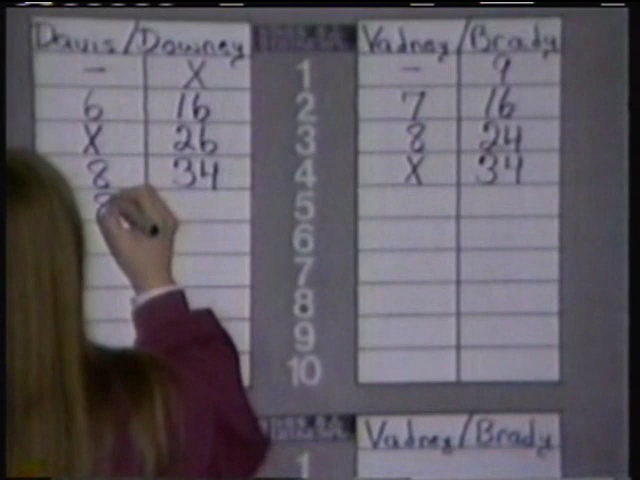 Davis/Downey Vadney/Brady
- X 1 - 9
6 16 2 7 16
X 26 3 8 24
8 34 4 X 34
5
6
7
8
9
10
Vadney/Brady
1